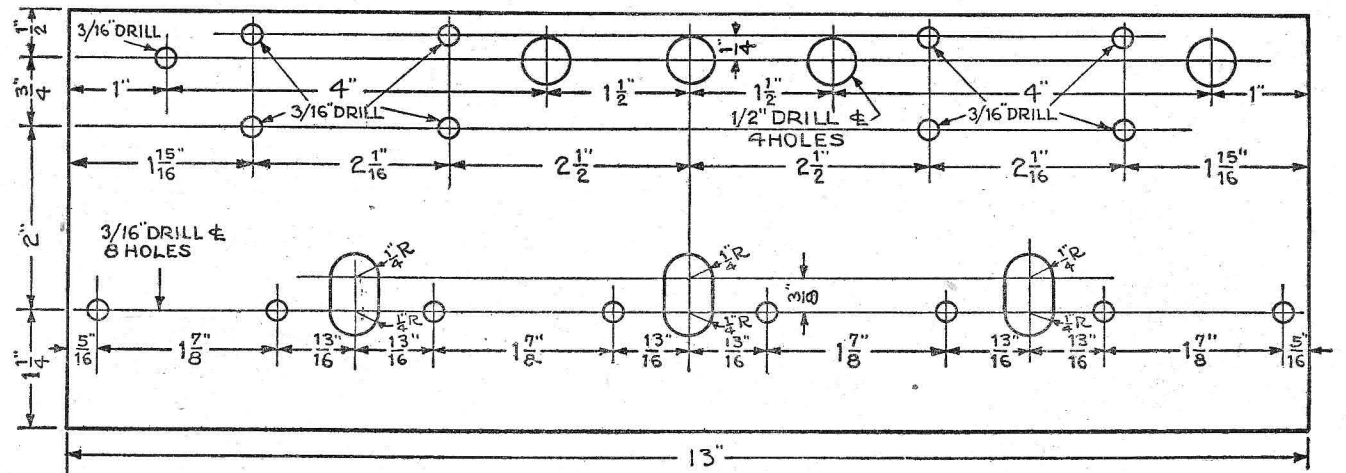 1/2"
3/16" DRILL
1/4"
3/4"
1"
4"
1 1/2"
1 1/2"
4"
1"
3/16" DRILL
1/2" DRILL ℄
4 HOLES
3/16" DRILL
1 15/16"
2 1/16"
2 1/2"
2 1/2"
2 1/16"
1 15/16"
2"
3/16" DRILL ℄
8 HOLES
1/4" R
1/4" R
1/4" R
3/8"
1/4" R
1/4" R
1/4" R
5/16"
1 7/8"
13/16"
13/16"
1 7/8"
13/16"
13/16"
1 7/8"
13/16"
13/16"
1 7/8"
5/16"
1 1/4"
13"